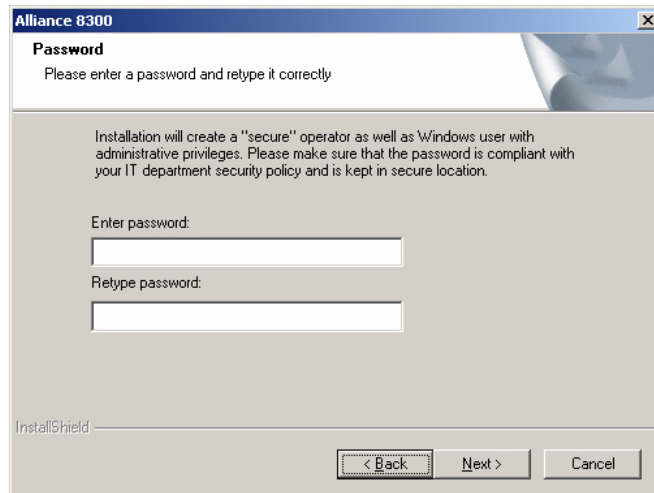 Alliance 8300
Password
Please enter a password and retype it correctly
Installation will create a "secure" operator as well as Windows user with
administrative privileges. Please make sure that the password is compliant with
your IT department security policy and is kept in secure location.
Enter password:
Retype password:
InstallShield
< Back
Next >
Cancel